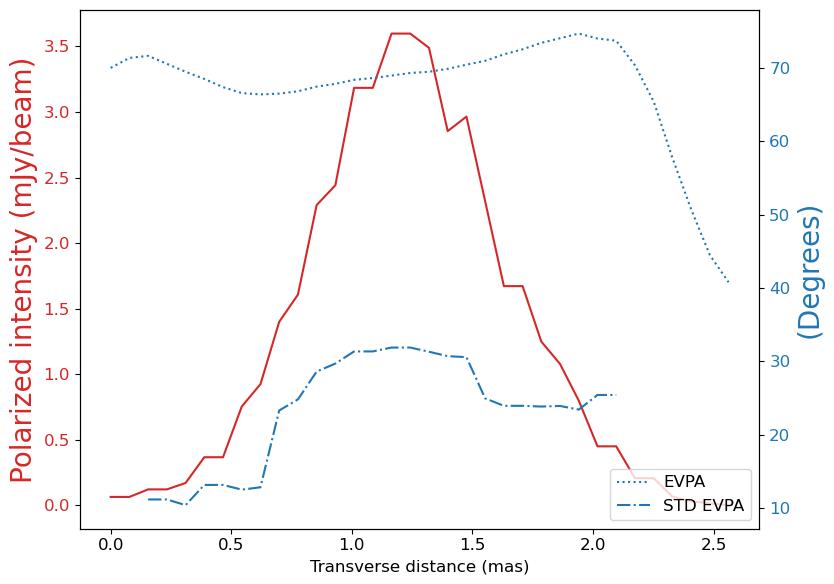 Polarized intensity (mJy/beam)
3.5
3.0
2.5
2.0
1.5
1.0
0.5
0.0
0.0 0.5 1.0 1.5 2.0 2.5
Transverse distance (mas)
70
60
50
40
30
20
10
(Degrees)
EVPA
STD EVPA